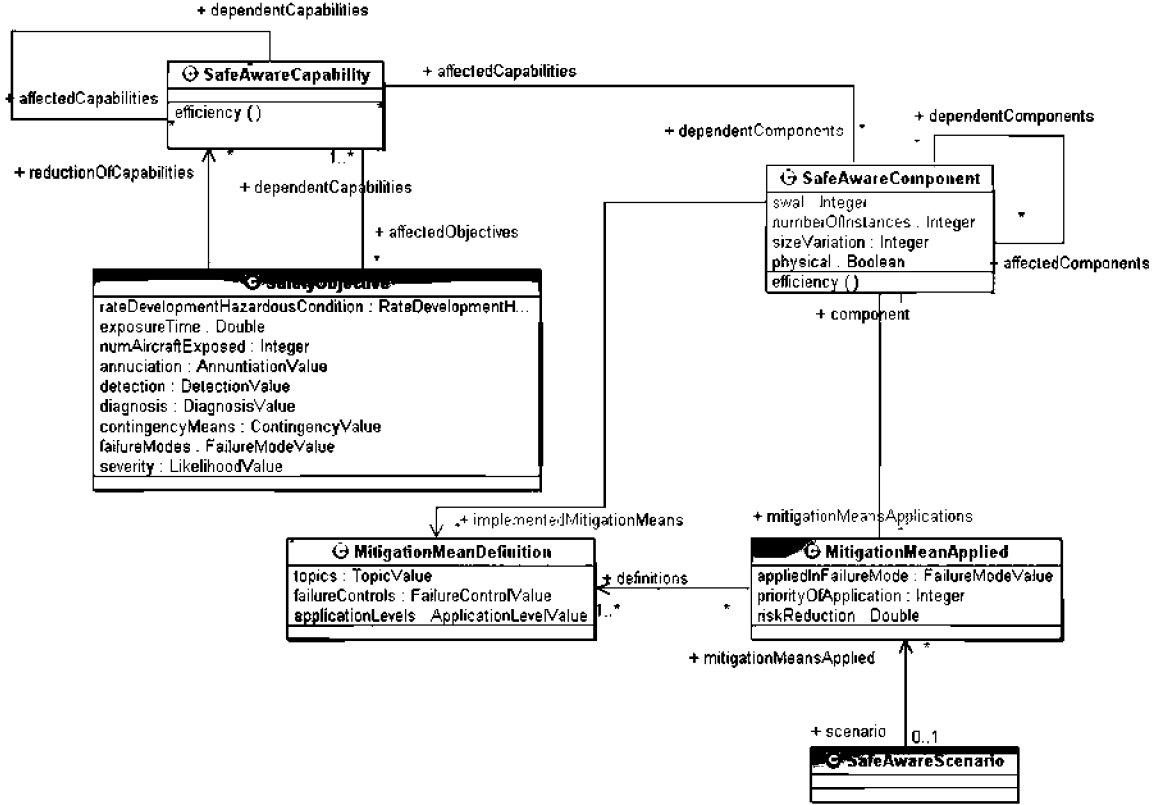 + dependentCapabilities
SafeAwareCapability
+ affectedCapabilities
+ affectedCapabilities
*
efficiency ()
*
+ dependentComponents
*
+ dependentComponents
*
+ reductionOfCapabilities
*
1..*
+ dependentCapabilities
SafeAwareComponent
swal : Integer
numberOfInstances : Integer
sizeVariation : Integer
physical : Boolean
efficiency ()
*
+ affectedComponents
+ affectedObjectives
*
SafetyObjective
rateDevelopmentHazardousCondition : RateDevelopmentH...
exposureTime : Double
numAircraftExposed : Integer
annuciation : AnnuntiationValue
detection : DetectionValue
diagnosis : DiagnosisValue
contingencyMeans : ContingencyValue
failureModes : FailureModeValue
severity : LikelihoodValue
+ component
+ implementedMitigationMeans
+ mitigationMeansApplications
MitigationMeanDefinition
topics : TopicValue
failureControls : FailureControlValue
applicationLevels : ApplicationLevelValue
+ definitions
1..*
*
MitigationMeanApplied
appliedInFailureMode : FailureModeValue
priorityOfApplication : Integer
riskReduction : Double
+ mitigationMeansApplied
*
+ scenario
0..1
SafeAwareScenario